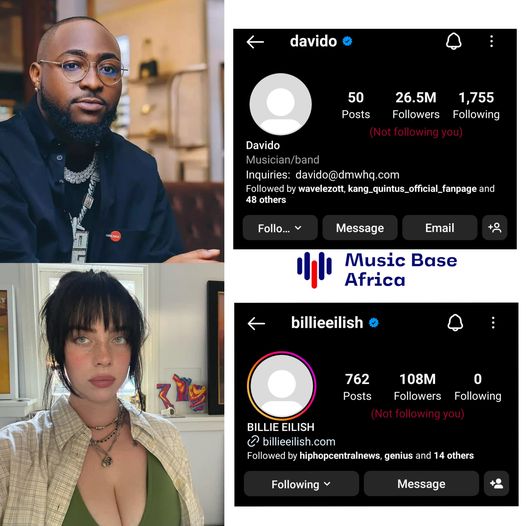 davido
50 26.5M 1,755
Posts Followers Following
(Not following you)
Davido
Musician/band
Inquiries: davido@dmwhq.com
Followed by wavelezott, kang_quintus_official_fanpage and
48 others
Follo... Message Email
Music Base
Africa
billieeilish
762 108M 0
Posts Followers Following
(Not following you)
BILLIE EILISH
billieeilish.com
Followed by hiphopcentralnews, genius and 14 others
Following Message